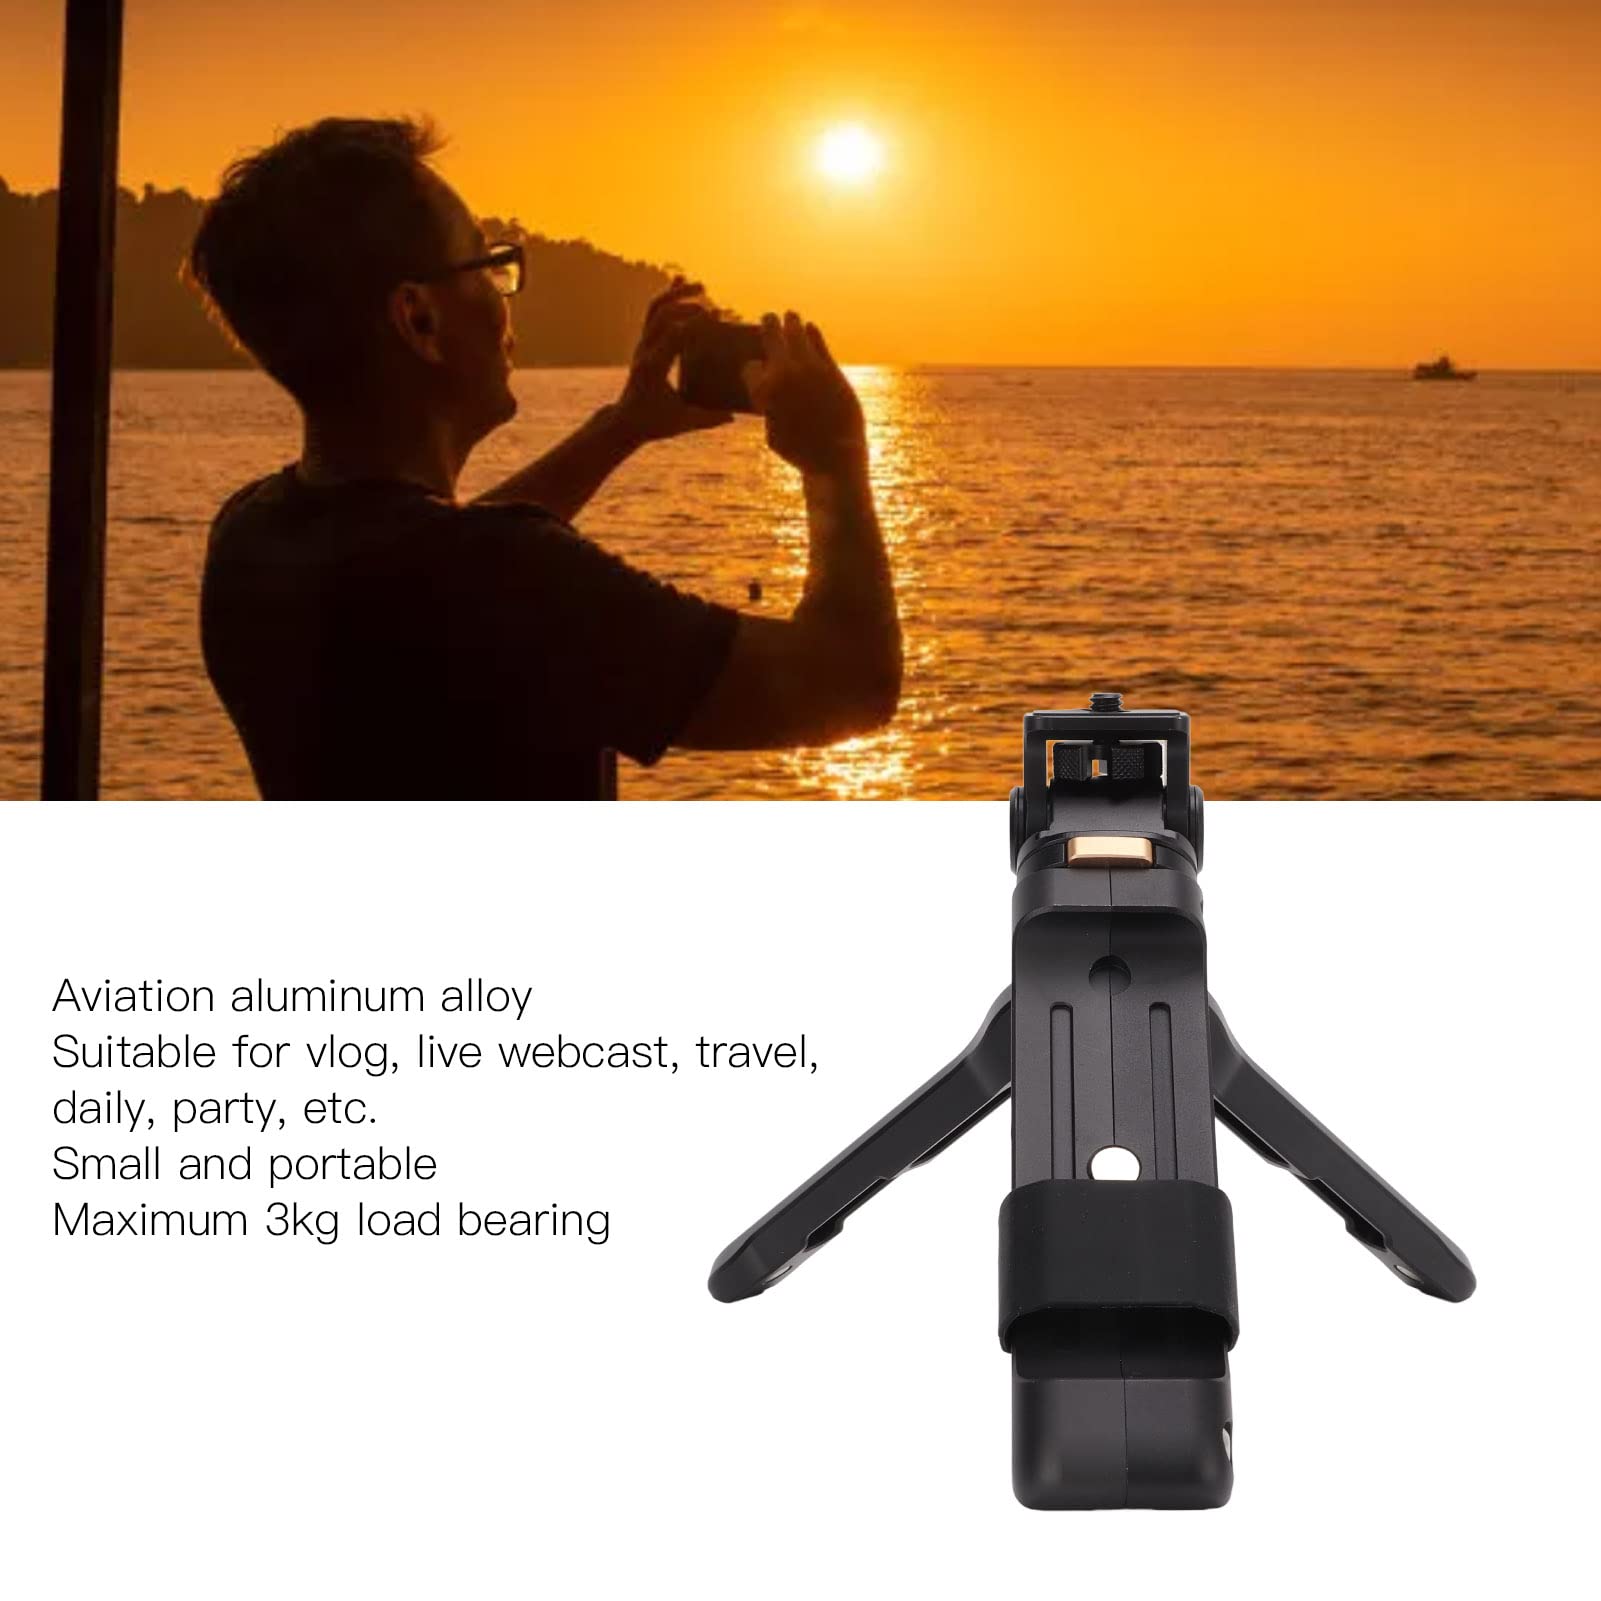 Aviation aluminum alloy
Suitable for vlog, live webcast, travel,
daily, party, etc.
Small and portable
Maximum 3kg load bearing